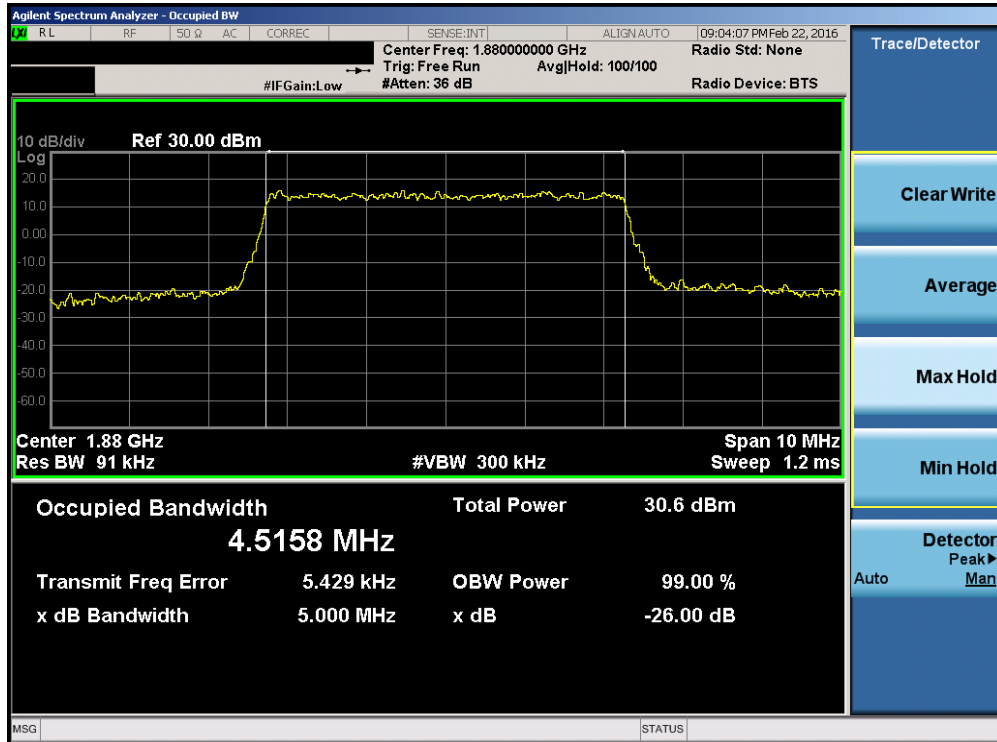 Agilent Spectrum Analyzer - Occupied BW
LXI RL RF 50 Ω AC CORREC SENSE:INT ALIGN AUTO 09:04:07 PM Feb 22, 2016
Center Freq: 1.880000000 GHz Radio Std: None
Trig: Free Run Avg|Hold: 100/100
#IFGain:Low #Atten: 36 dB Radio Device: BTS
10 dB/div Ref 30.00 dBm
Log
20.0
10.0
0.00
-10.0
-20.0
-30.0
-40.0
-50.0
-60.0
Center 1.88 GHz Span 10 MHz
Res BW 91 kHz #VBW 300 kHz Sweep 1.2 ms
Occupied Bandwidth Total Power 30.6 dBm
4.5158 MHz
Transmit Freq Error 5.429 kHz OBW Power 99.00 %
x dB Bandwidth 5.000 MHz x dB -26.00 dB
MSG STATUS
Trace/Detector
Clear Write
Average
Max Hold
Min Hold
Detector
Peak▶
Auto Man